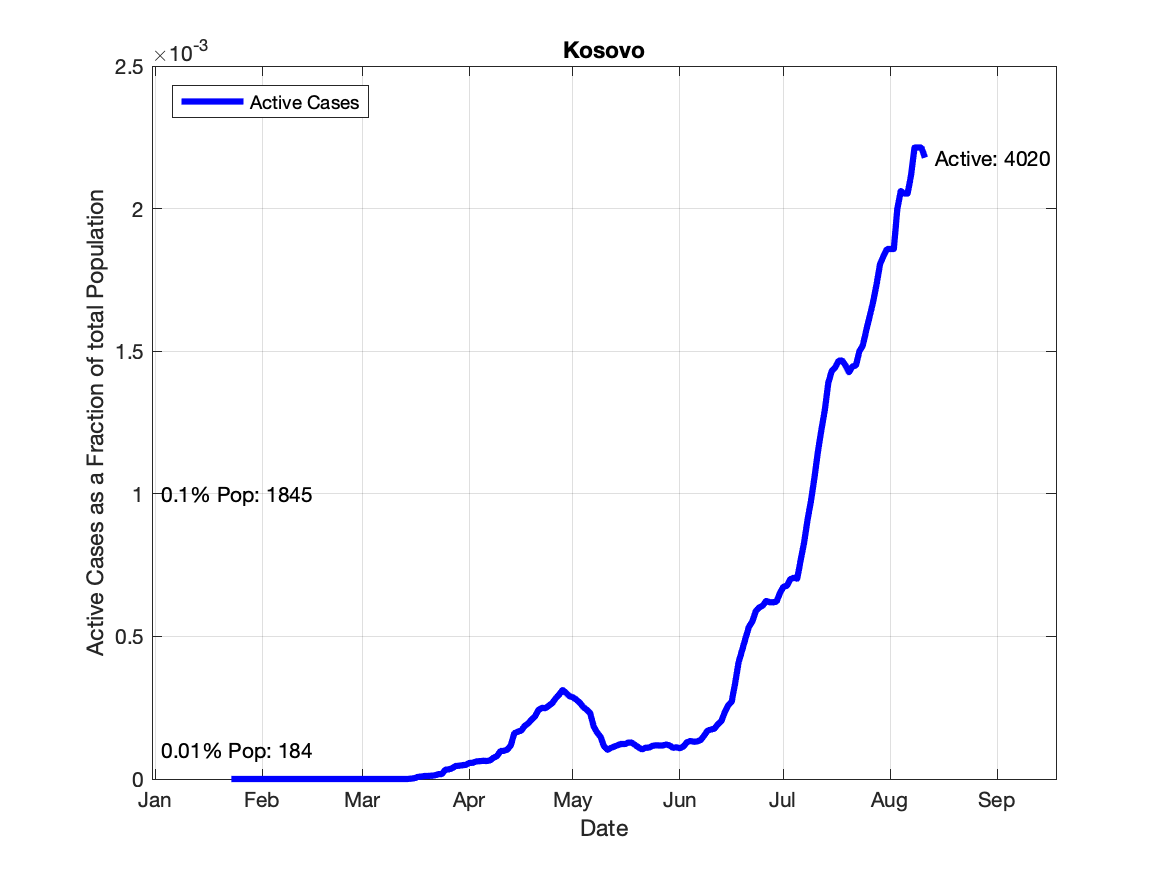 Kosovo
×10-3
2.5
2
1.5
1
0.5
0
Active Cases
Active: 4020
0.1% Pop: 1845
0.01% Pop: 184
Active Cases as a Fraction of total Population
Jan Feb Mar Apr May Jun Jul Aug Sep
Date